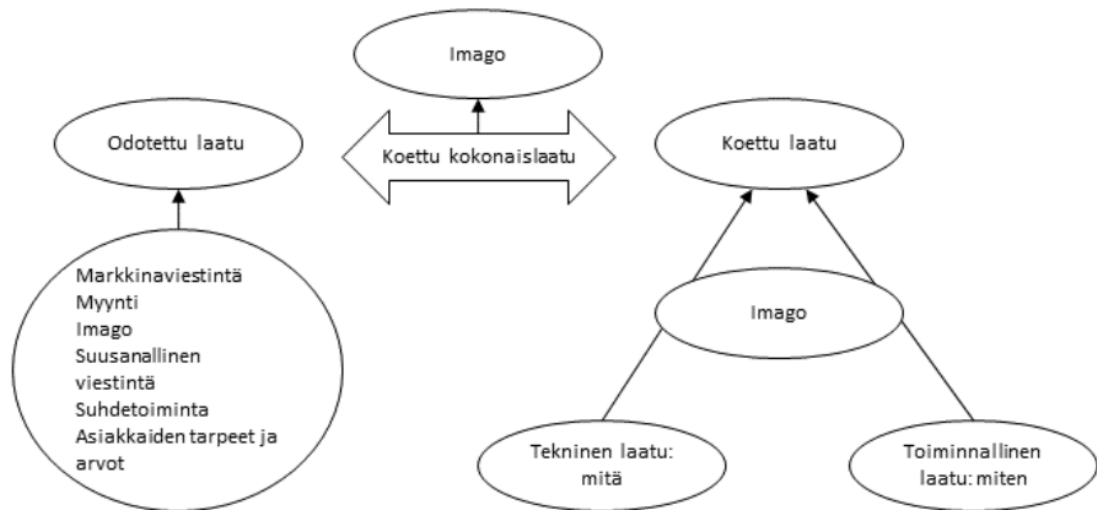 Imago
Odotettu laatu
Koettu kokonaislaatu
Koettu laatu
Markkinaviestintä
Myynti
Imago
Suusanallinen
viestintä
Suhdetoiminta
Asiakkaiden tarpeet ja
arvot
Imago
Tekninen laatu:
mitä
Toiminnallinen
laatu: miten